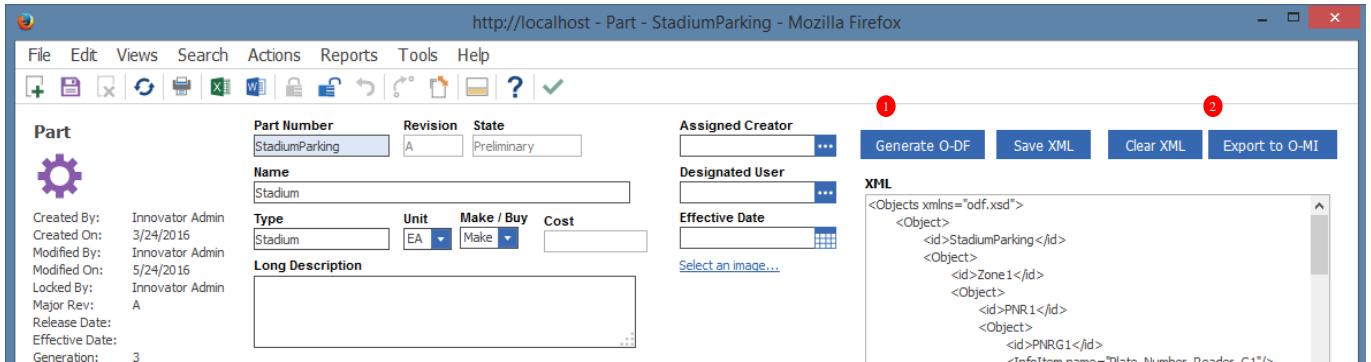 http://localhost - Part - StadiumParking - Mozilla Firefox
File Edit Views Search Actions Reports Tools Help
1 2
Part
Part Number Revision State
StadiumParking A Preliminary
Name
Stadium
Type Unit Make / Buy Cost
Stadium EA Make
Long Description
Created By: Innovator Admin
Created On: 3/24/2016
Modified By: Innovator Admin
Modified On: 5/24/2016
Locked By: Innovator Admin
Major Rev: A
Release Date:
Effective Date:
Generation: 3
Assigned Creator
Designated User
Effective Date
Select an image...
Generate O-DF Save XML Clear XML Export to O-MI
XML
<Objects xmlns="odf.xsd">
<Object>
<id>StadiumParking</id>
<Object>
<id>Zone1</id>
<Object>
<id>PNR1</id>
<Object>
<id>PNRG1</id>
<InfoItem name="Plate_Number_Reader_G1"/>